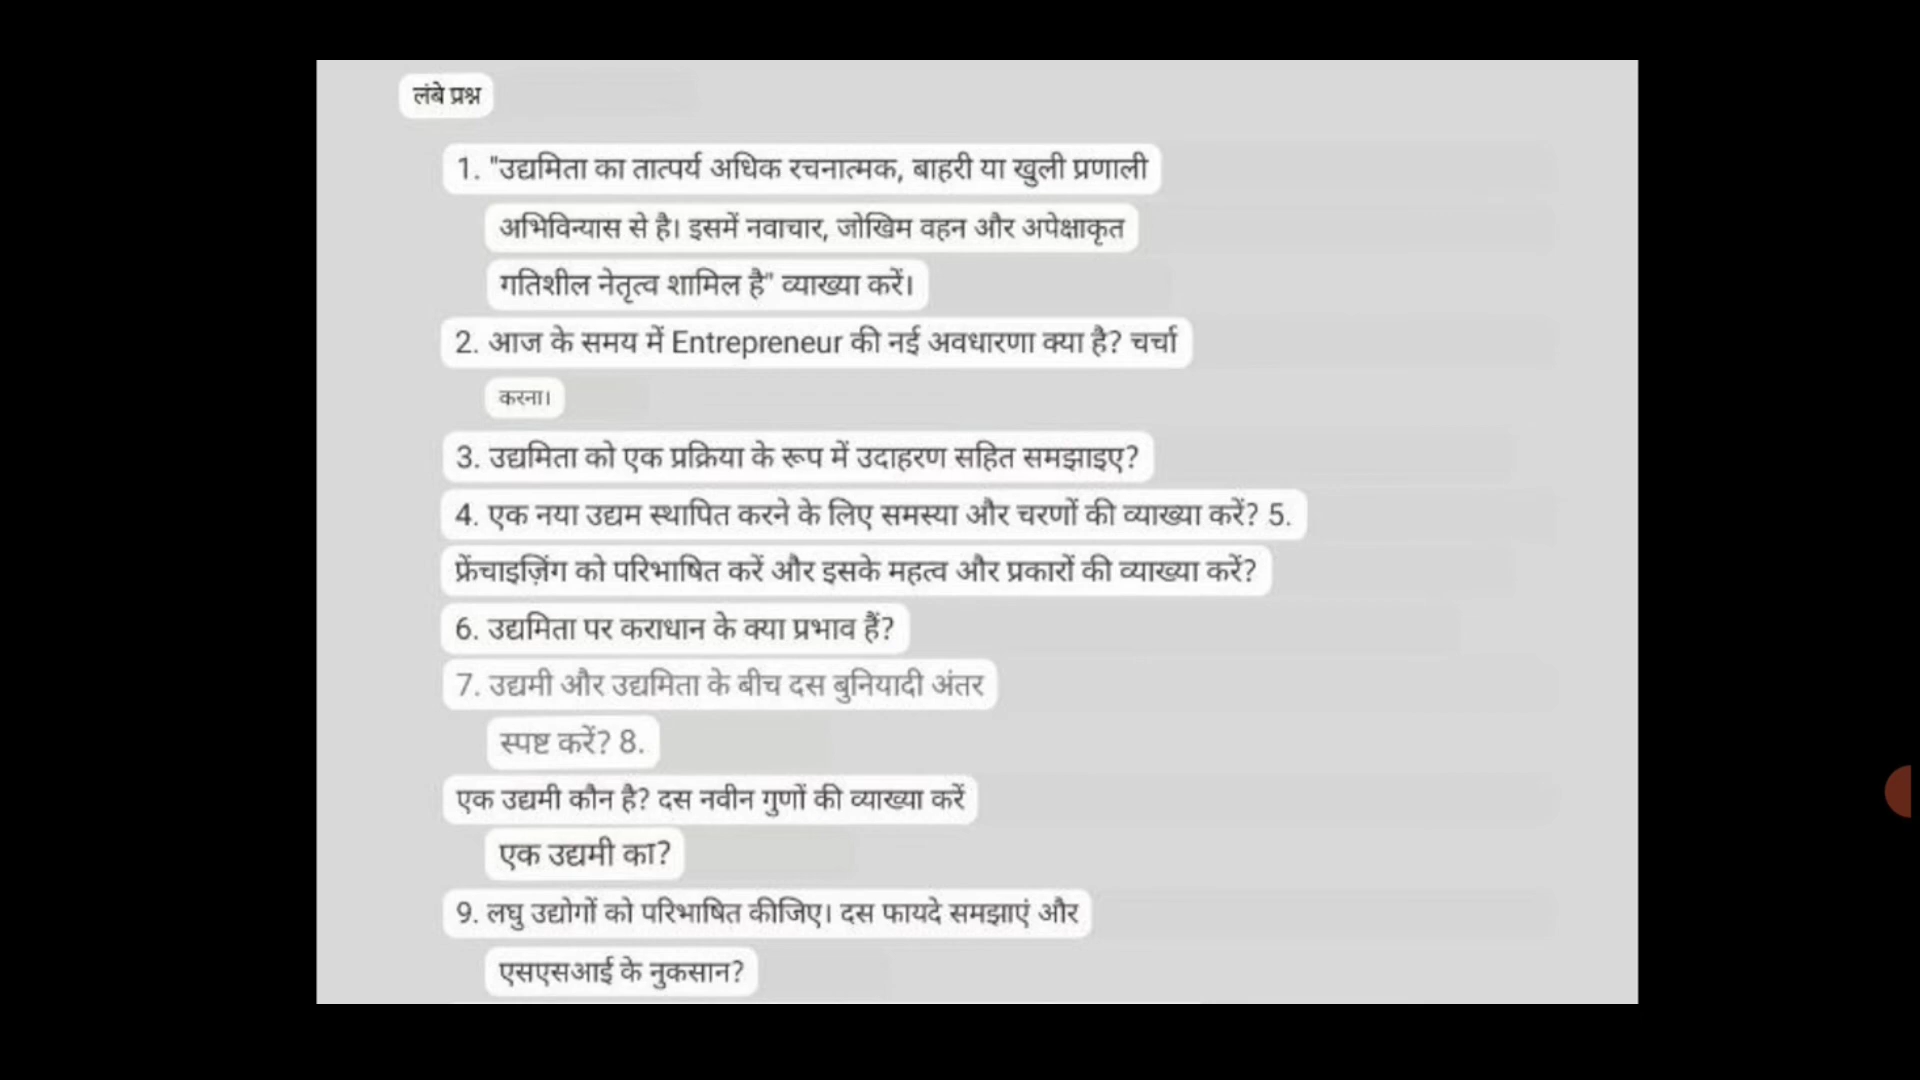 लंबे प्रश्न
1. "उद्यमिता का तात्पर्य अधिक रचनात्मक, बाहरी या खुली प्रणाली
अभिविन्यास से है। इसमें नवाचार, जोखिम वहन और अपेक्षाकृत
गतिशील नेतृत्व शामिल है" व्याख्या करें।
2. आज के समय में Entrepreneur की नई अवधारणा क्या है? चर्चा
करना।
3. उद्यमिता को एक प्रक्रिया के रूप में उदाहरण सहित समझाइए?
4. एक नया उद्यम स्थापित करने के लिए समस्या और चरणों की व्याख्या करें? 5.
फ्रेंचाइज़िंग को परिभाषित करें और इसके महत्व और प्रकारों की व्याख्या करें?
6. उद्यमिता पर कराधान के क्या प्रभाव हैं?
7. उद्यमी और उद्यमिता के बीच दस बुनियादी अंतर
स्पष्ट करें? 8.
एक उद्यमी कौन है? दस नवीन गुणों की व्याख्या करें
एक उद्यमी का?
9. लघु उद्योगों को परिभाषित कीजिए। दस फायदे समझाएं और
एसएसआई के नुकसान?